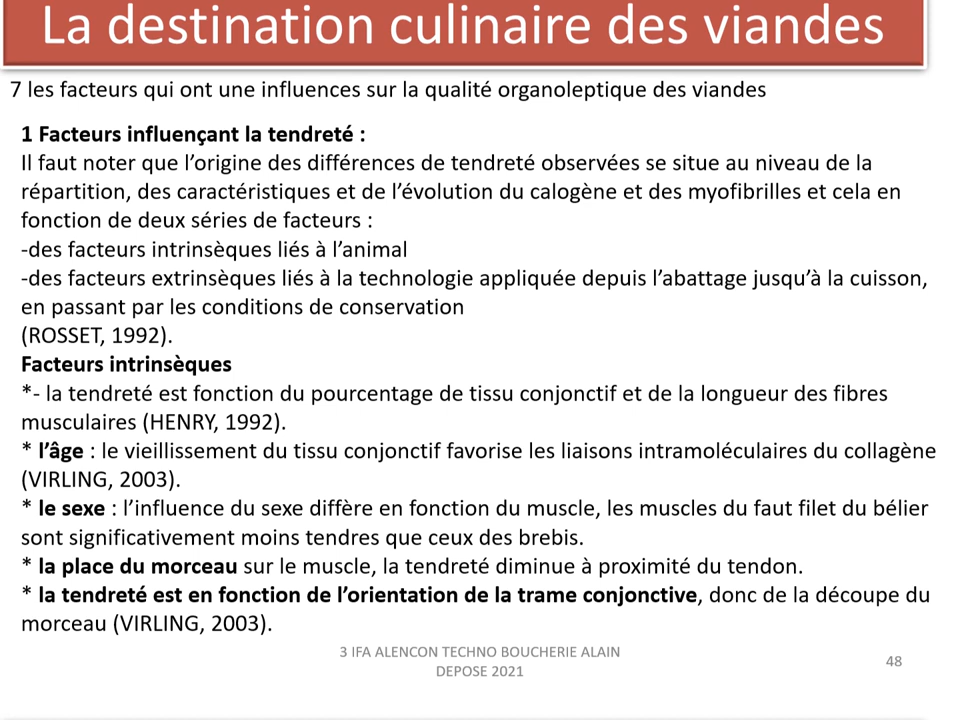 La destination culinaire des viandes
7 les facteurs qui ont une influences sur la qualité organoleptique des viandes
1 Facteurs influençant la tendreté :
Il faut noter que l’origine des différences de tendreté observées se situe au niveau de la
répartition, des caractéristiques et de l’évolution du calogène et des myofibrilles et cela en
fonction de deux séries de facteurs :
-des facteurs intrinsèques liés à l’animal
-des facteurs extrinsèques liés à la technologie appliquée depuis l’abattage jusqu’à la cuisson,
en passant par les conditions de conservation
(ROSSET, 1992).
Facteurs intrinsèques
*- la tendreté est fonction du pourcentage de tissu conjonctif et de la longueur des fibres
musculaires (HENRY, 1992).
* l’âge : le vieillissement du tissu conjonctif favorise les liaisons intramoléculaires du collagène
(VIRLING, 2003).
* le sexe : l’influence du sexe diffère en fonction du muscle, les muscles du faut filet du bélier
sont significativement moins tendres que ceux des brebis.
* la place du morceau sur le muscle, la tendreté diminue à proximité du tendon.
* la tendreté est en fonction de l’orientation de la trame conjonctive, donc de la découpe du
morceau (VIRLING, 2003).
3 IFA ALENCON TECHNO BOUCHERIE ALAIN
DEPOSE 2021
48